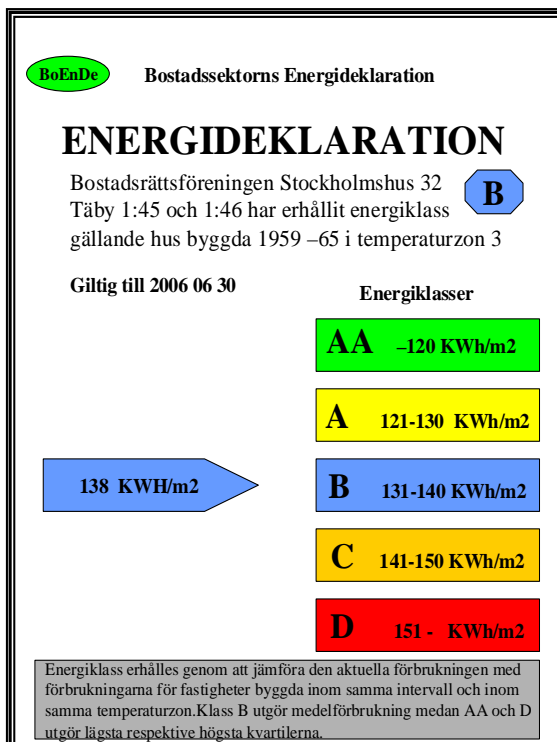 BoEnDe
Bostadssektorns Energideklaration
ENERGIDEKLARATION
Bostadsrättsföreningen Stockholmshus 32
Täby 1:45 och 1:46 har erhållit energiklass
gällande hus byggda 1959 –65 i temperaturzon 3
B
Giltig till 2006 06 30
Energiklasser
AA –120 KWh/m2
A 121-130 KWh/m2
138 KWH/m2
B 131-140 KWh/m2
C 141-150 KWh/m2
D 151 - KWh/m2
Energiklass erhålles genom att jämföra den aktuella förbrukningen med
förbrukningarna för fastigheter byggda inom samma intervall och inom
samma temperaturzon.Klass B utgör medelförbrukning medan AA och D
utgör lägsta respektive högsta kvartilerna.